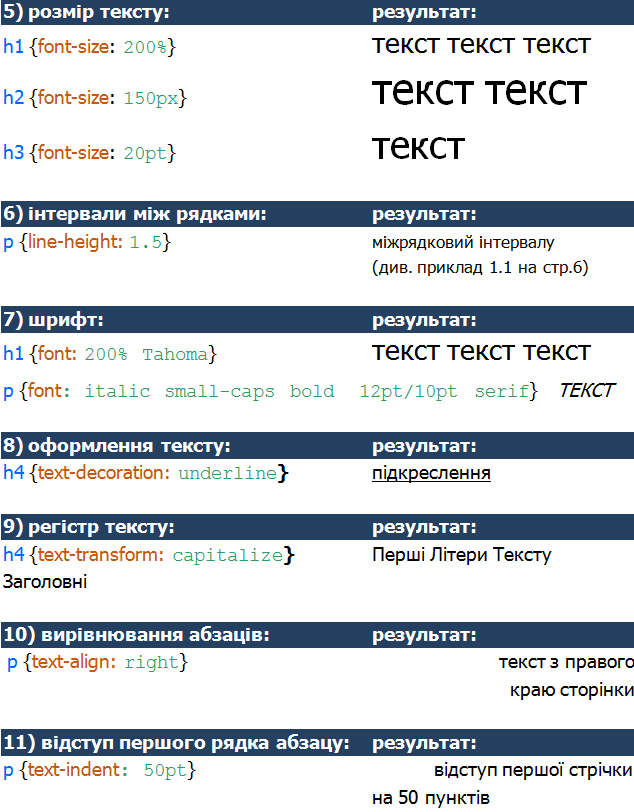 5) розмір тексту: результат:
h1 {font-size: 200%} текст текст текст
h2 {font-size: 150px} текст текст
h3 {font-size: 20pt} текст
6) інтервали між рядками: результат:
p {line-height: 1.5} міжрядковий інтервалу
(див. приклад 1.1 на стр.6)
7) шрифт: результат:
h1 {font: 200% Tahoma} текст текст текст
p {font: italic small-caps bold 12pt/10pt serif} ТЕКСТ
8) оформлення тексту: результат:
h4 {text-decoration: underline} підкреслення
9) регістр тексту: результат:
h4 {text-transform: capitalize} Перші Літери Тексту
Заголовні
10) вирівнювання абзаців: результат:
p {text-align: right} текст з правого
краю сторінки
11) відступ першого рядка абзацу: результат:
p {text-indent: 50pt} відступ першої стрічки
на 50 пунктів